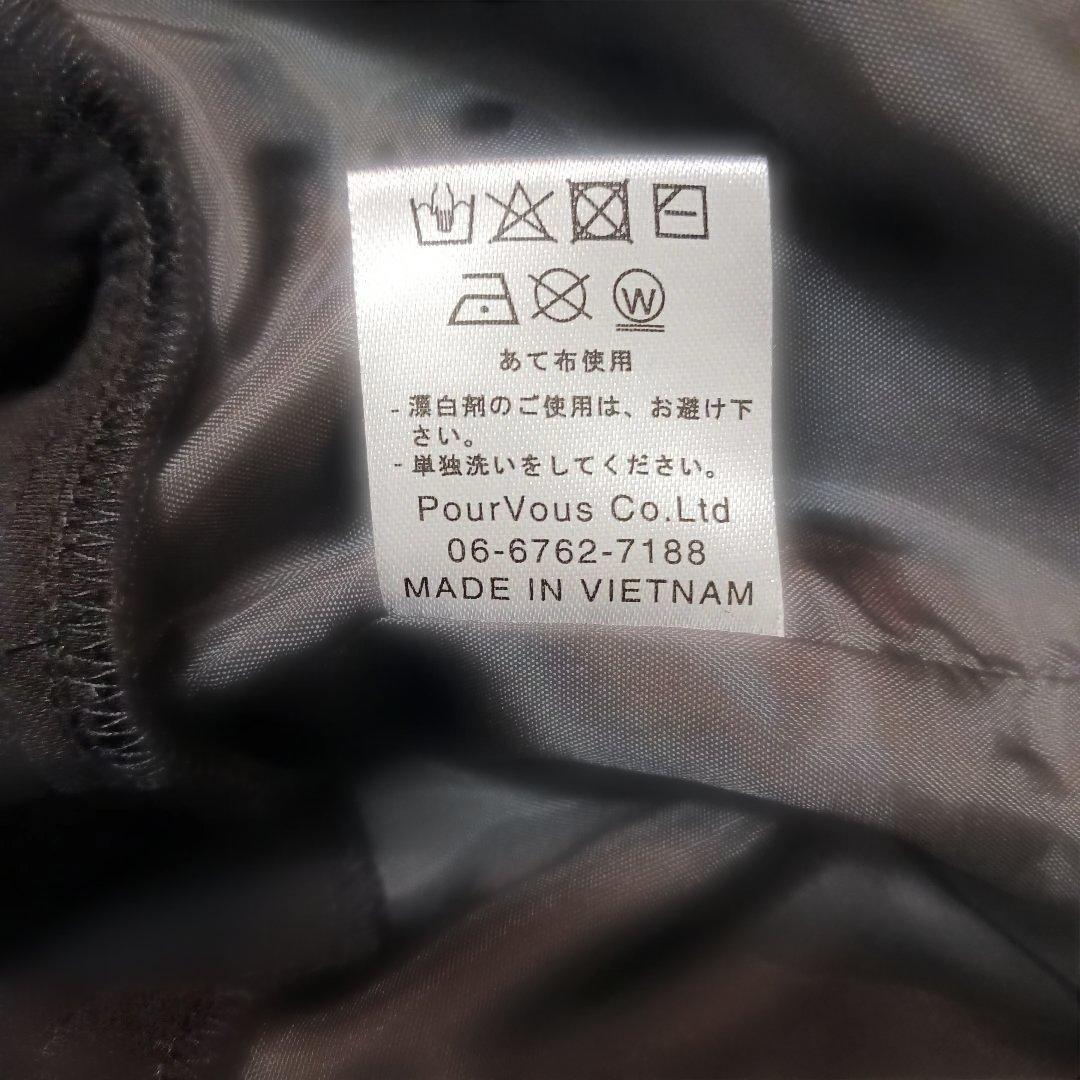 W
あて布使用
- 漂白剤のご使用は、お避け下
さい。
- 単独洗いをしてください。
PourVous Co.Ltd
06-6762-7188
MADE IN VIETNAM